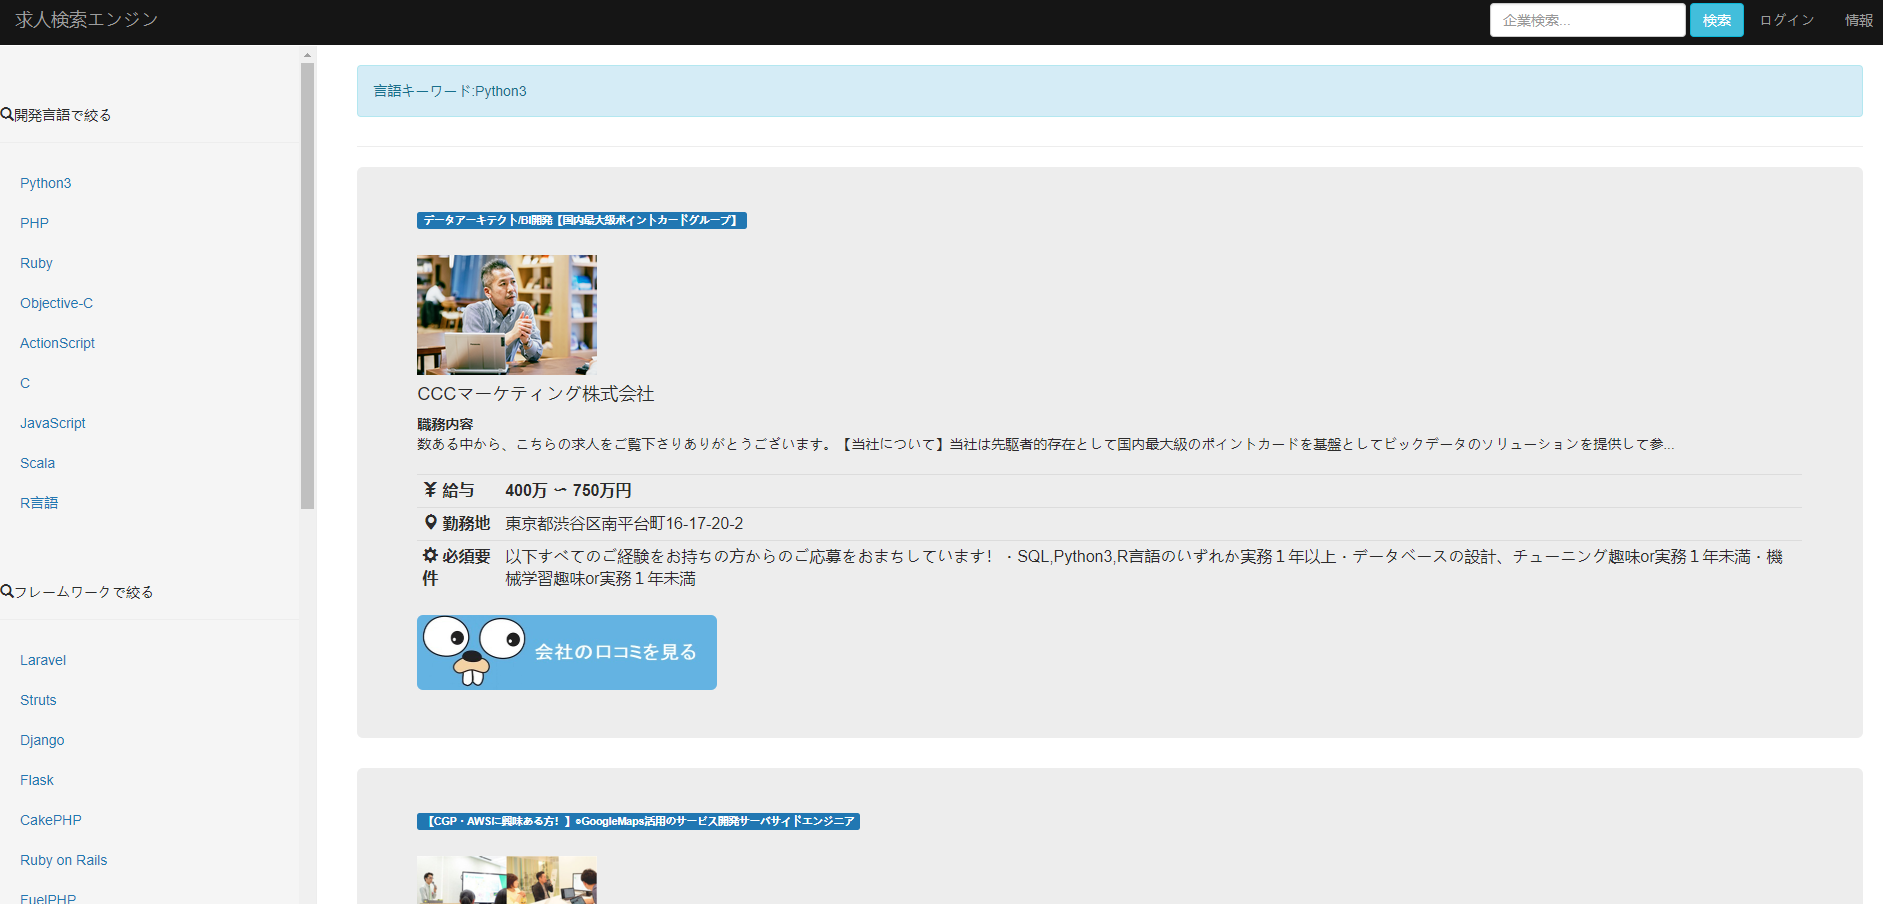 求人検索エンジン
企業検索...
検索
ログイン
情報
開発言語で絞る
Python3
PHP
Ruby
Objective-C
ActionScript
C
JavaScript
Scala
R言語
フレームワークで絞る
Laravel
Struts
Django
Flask
CakePHP
Ruby on Rails
FuelPHP
言語キーワード:Python3
データアーキテクト/BI開発【国内最大級ポイントカードグループ】
CCCマーケティング株式会社
職務内容
数ある中から、こちらの求人をご覧下さりありがとうございます。【当社について】当社は先駆者的存在として国内最大級のポイントカードを基盤としてビックデータのソリューションを提供して参...
給与 400万 〜 750万円
勤務地 東京都渋谷区南平台町16-17-20-2
必須要件 以下すべてのご経験をお持ちの方からのご応募をおまちしています！・SQL,Python3,R言語のいずれか実務１年以上・データベースの設計、チューニング趣味or実務１年未満・機
械学習趣味or実務１年未満
会社の口コミを見る
【CGP・AWSに興味ある方！】◎GoogleMaps活用のサービス開発サーバサイドエンジニア